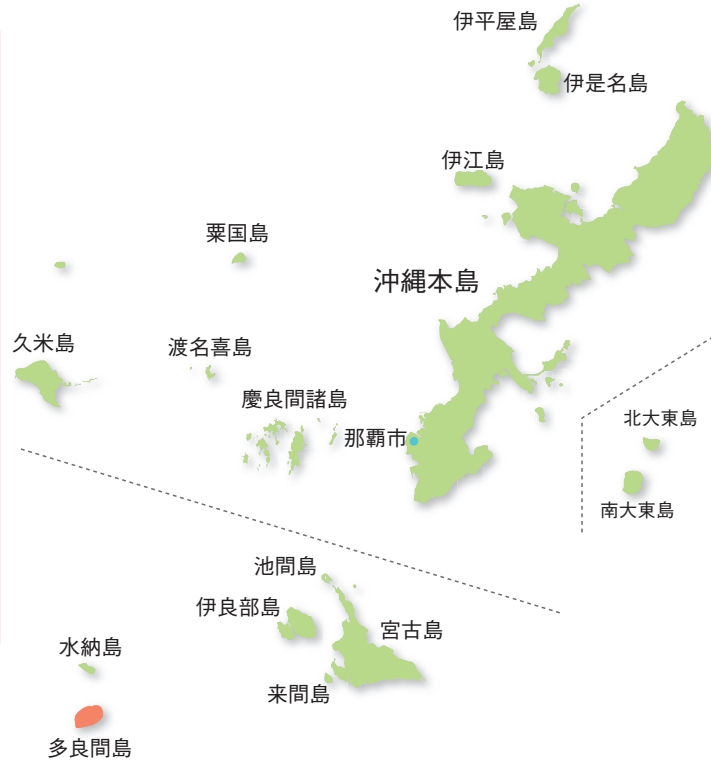 伊平屋島
伊是名島
伊江島
粟国島
沖縄本島
久米島
渡名喜島
慶良間諸島
那覇市
北大東島
南大東島
池間島
伊良部島
宮古島
水納島
来間島
多良間島